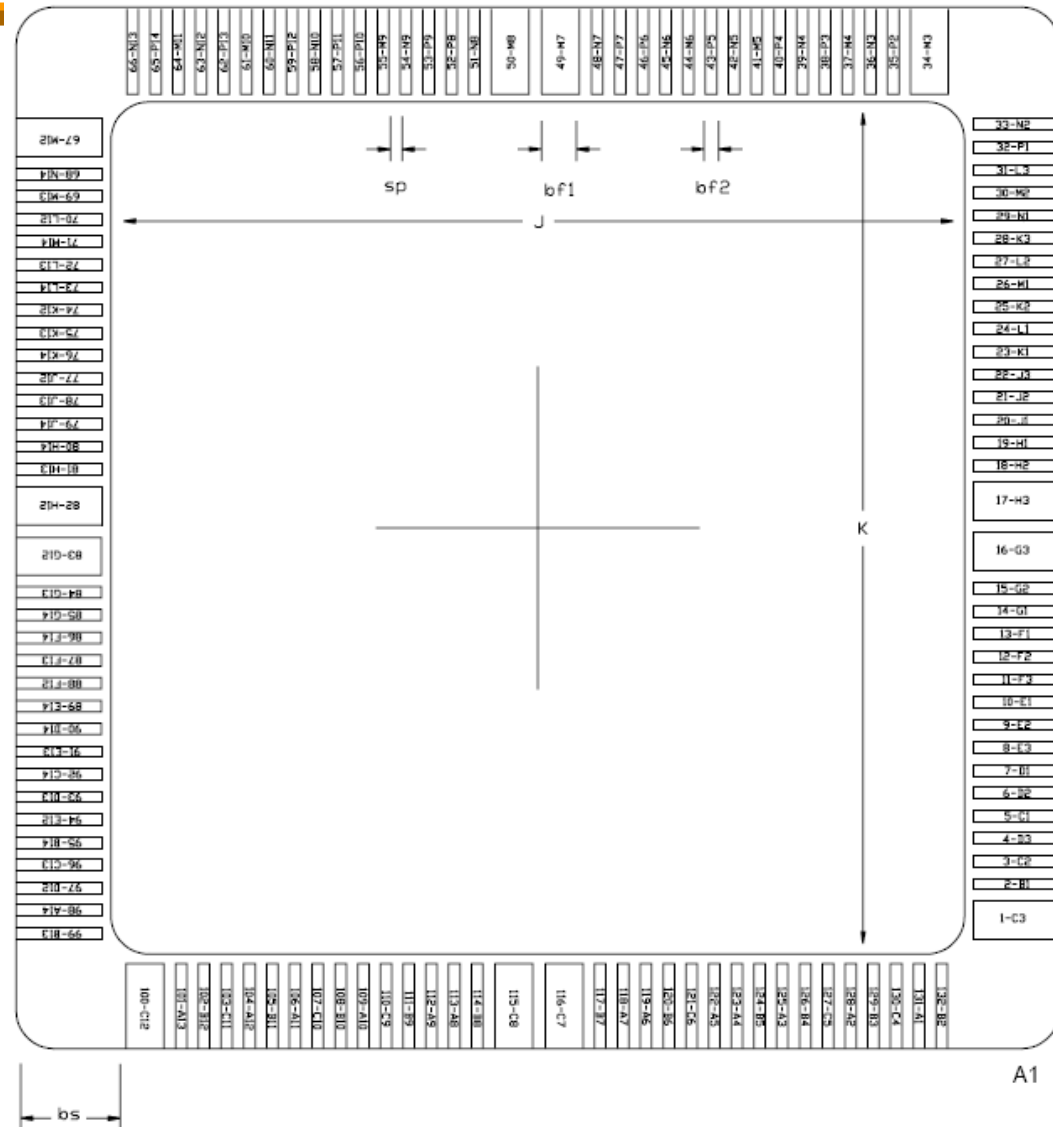 66-N13
65-P14
64-M11
63-N12
62-P13
61-M10
60-N11
59-P12
58-N10
57-P11
56-P10
55-M9
54-N9
53-P9
52-P8
51-N8
50-M8
49-M7
48-N7
47-P7
46-P6
45-N6
44-M6
43-P5
42-N5
41-M5
40-P4
39-N4
38-P3
37-M4
36-N3
35-P2
34-M3
67-M12
68-N14
69-M13
70-L12
71-M14
72-L13
73-L14
74-K12
75-K13
76-K14
77-J12
78-J13
79-J14
80-H14
81-H13
82-H12
83-G12
84-G13
85-G14
86-F14
87-F13
88-F12
89-E14
90-D14
91-E13
92-C14
93-D13
94-E12
95-B14
96-C13
97-D12
98-A14
99-B13
sp
bf1
bf2
J
K
33-N2
32-P1
31-L3
30-M2
29-N1
28-K3
27-L2
26-M1
25-K2
24-L1
23-K1
22-J3
21-J2
20-J1
19-H1
18-H2
17-H3
16-G3
15-G2
14-G1
13-F1
12-F2
11-F3
10-E1
9-E2
8-E3
7-D1
6-D2
5-C1
4-D3
3-C2
2-B1
1-C3
100-C12
101-A13
102-B12
103-C11
104-A12
105-B11
106-A11
107-C10
108-B10
109-A10
110-C9
111-B9
112-A9
113-A8
114-B8
115-C8
116-C7
117-B7
118-A7
119-A6
120-B6
121-C6
122-A5
123-A4
124-B5
125-A3
126-B4
127-C5
128-A2
129-B3
130-C4
131-A1
132-B2
A1
bs